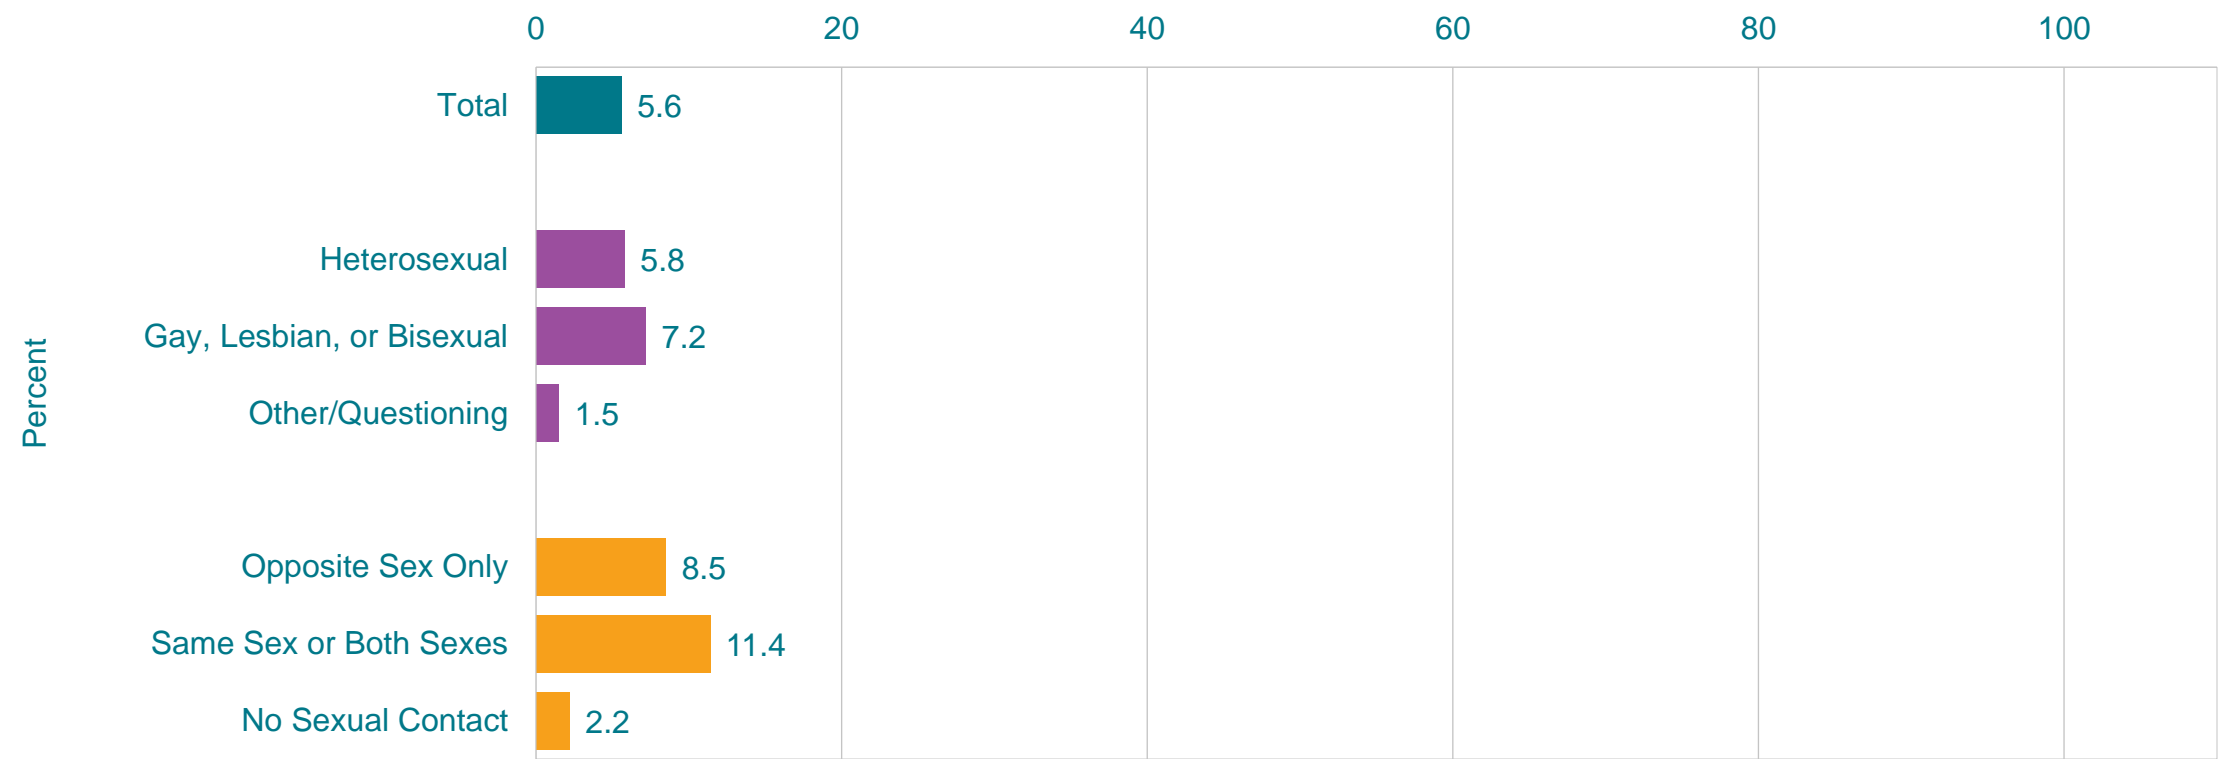 0 20 40 60 80 100
Total 5.6
Heterosexual 5.8
Gay, Lesbian, or Bisexual 7.2
Other/Questioning 1.5
Opposite Sex Only 8.5
Same Sex or Both Sexes 11.4
No Sexual Contact 2.2
Percent